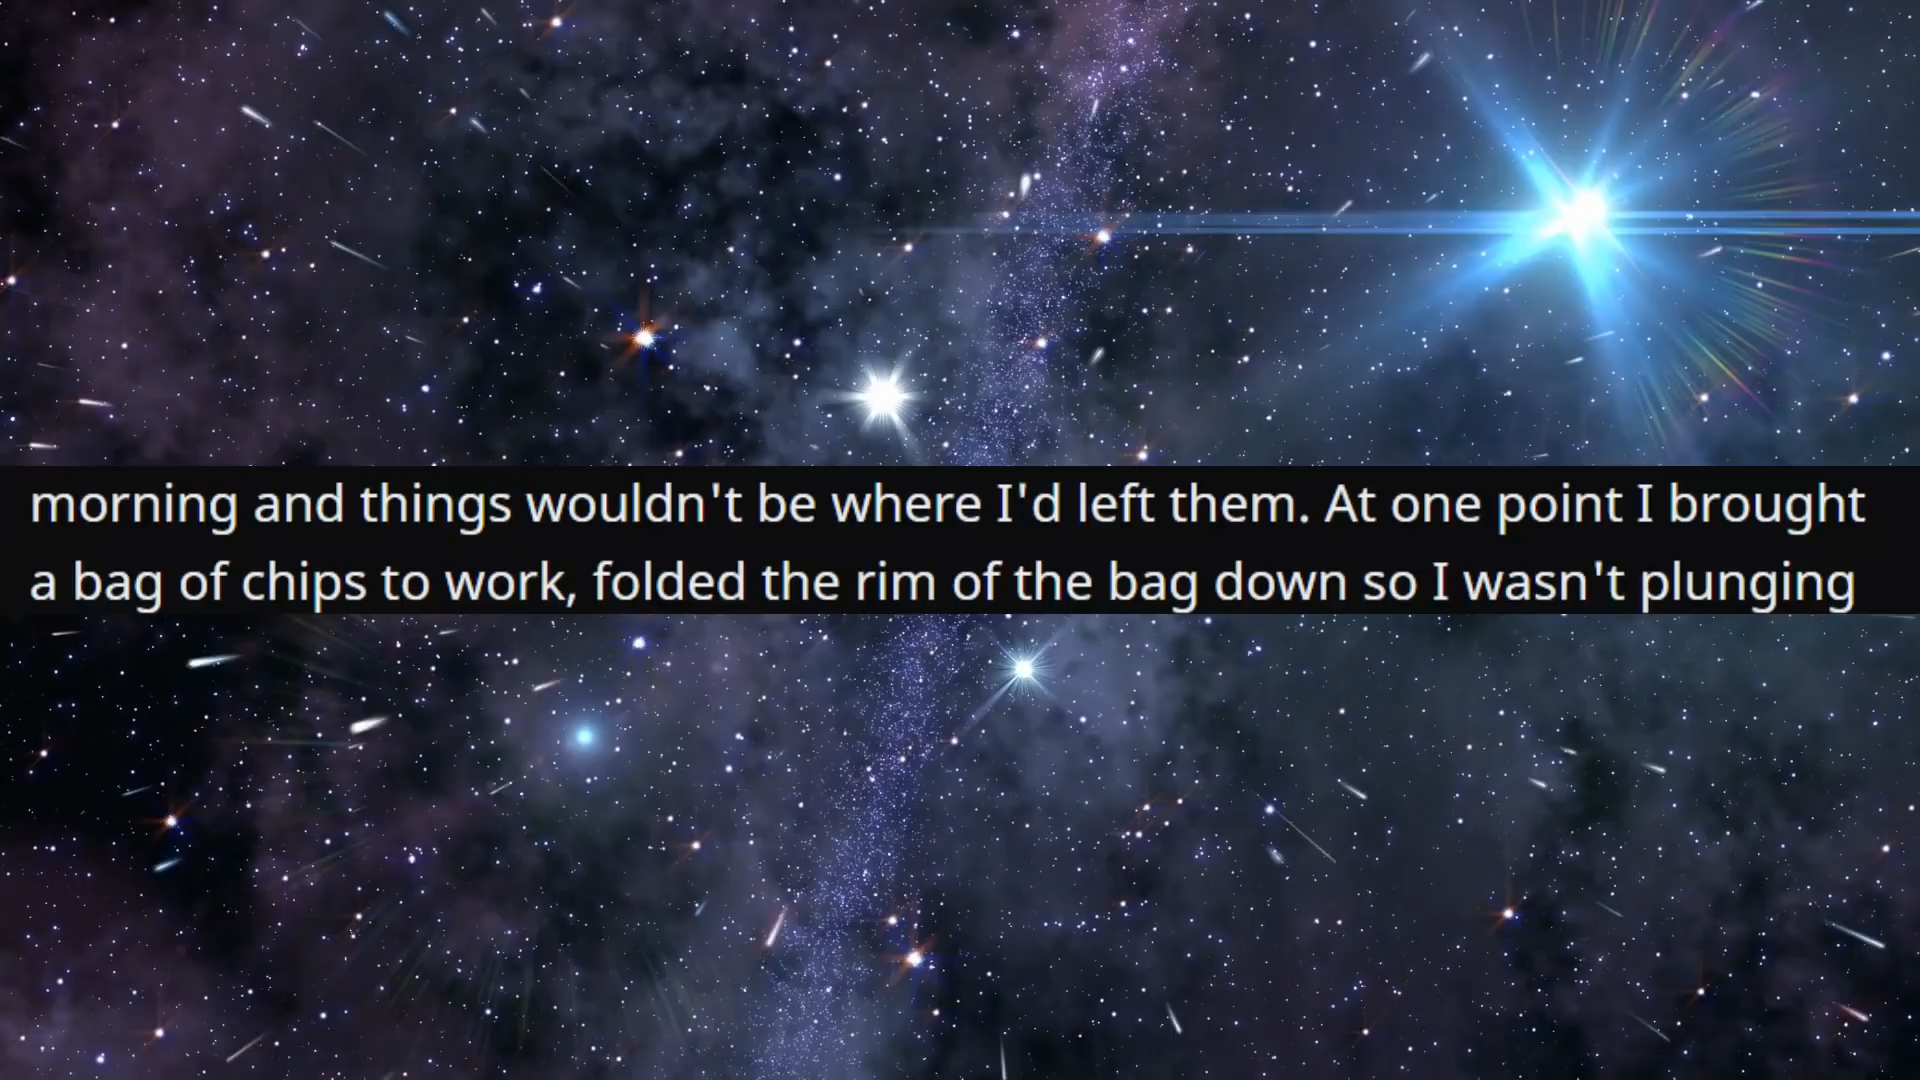 morning and things wouldn't be where I'd left them. At one point I brought
a bag of chips to work, folded the rim of the bag down so I wasn't plunging